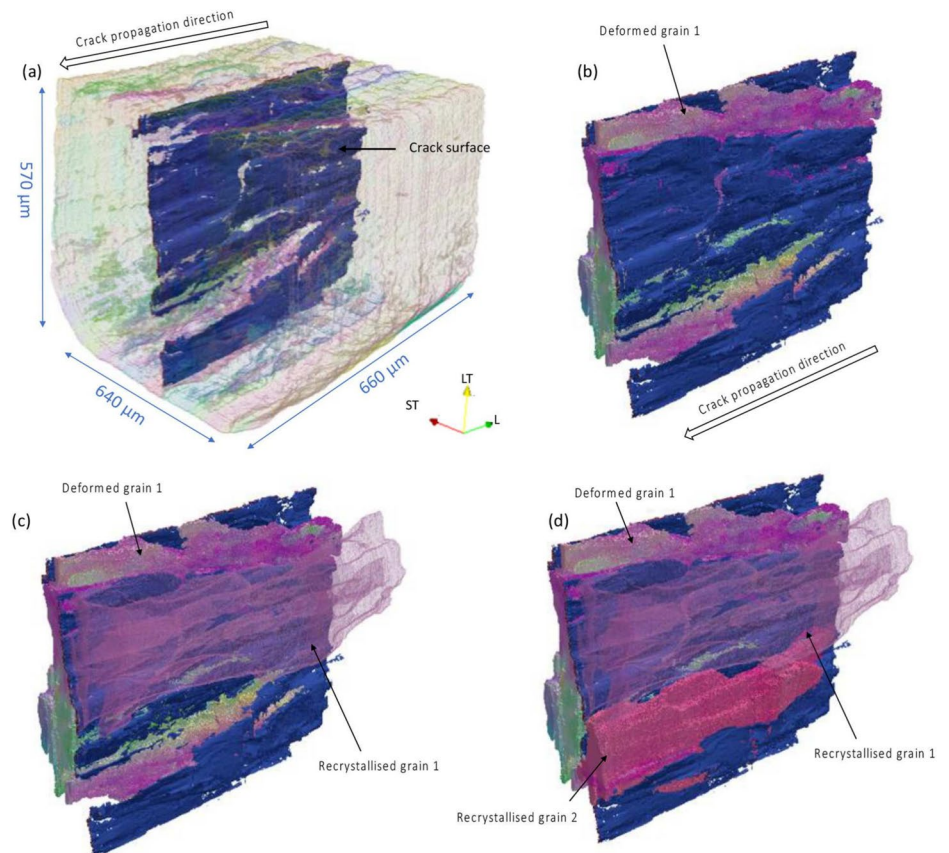 Crack propagation direction
(a)
570 µm
Crack surface
640 µm
660 µm
LT
ST
L
(b)
Deformed grain 1
Crack propagation direction
(c)
Deformed grain 1
Recrystallised grain 1
(d)
Deformed grain 1
Recrystallised grain 1
Recrystallised grain 2